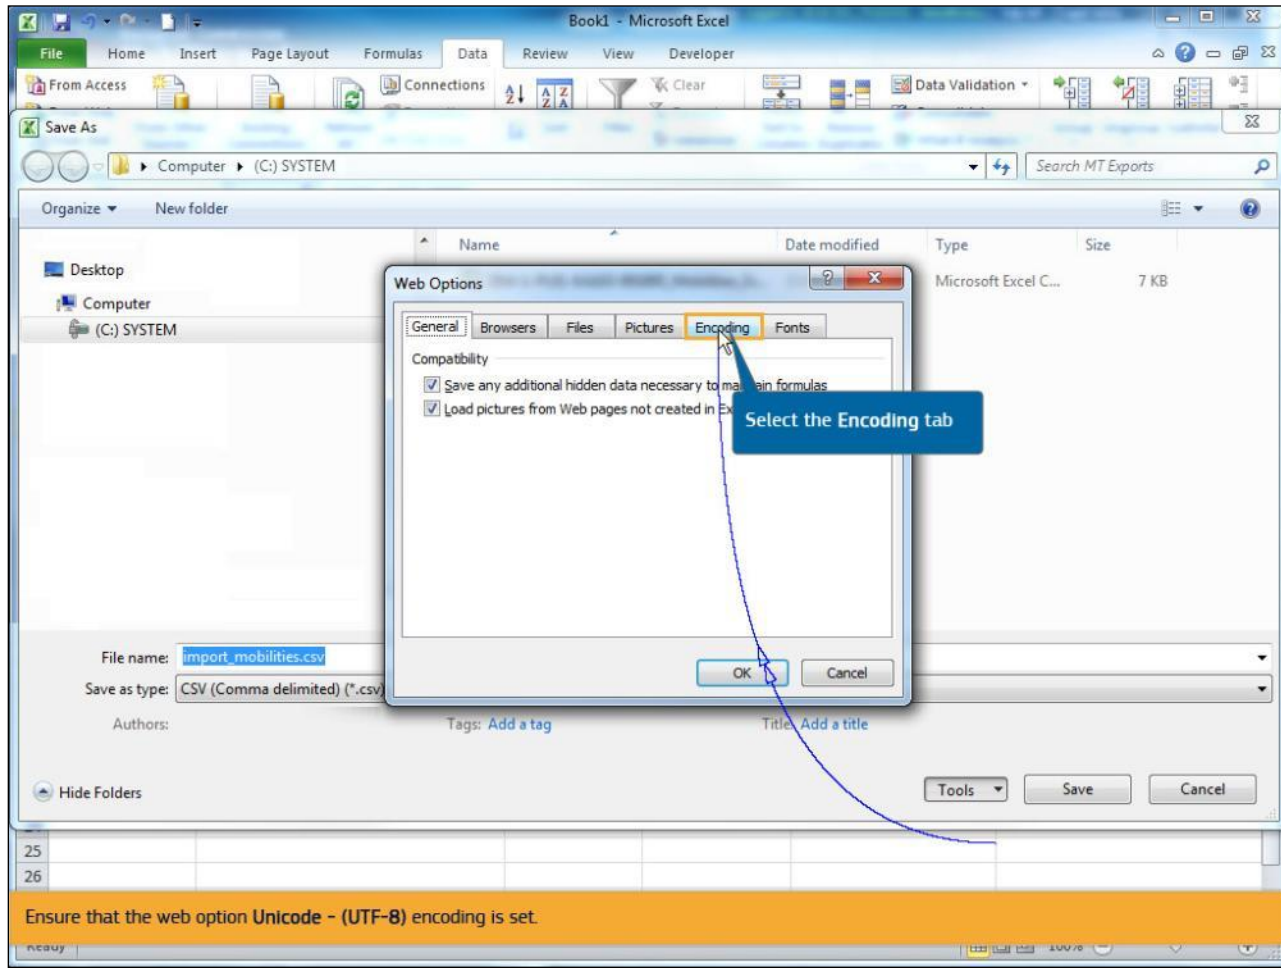 Book1 - Microsoft Excel
File Home Insert Page Layout Formulas Data Review View Developer
From Access Connections Clear Data Validation
Save As
Computer (C:) SYSTEM Search MT Exports
Organize New folder
Name Date modified Type Size
Desktop
Computer
(C:) SYSTEM
Microsoft Excel C... 7 KB
Web Options
General Browsers Files Pictures Encoding Fonts
Compatibility
Save any additional hidden data necessary to maintain formulas
Load pictures from Web pages not created in
Select the Encoding tab
OK Cancel
File name: import_mobilities.csv
Save as type: CSV (Comma delimited) (*.csv)
Authors: Tags: Add a tag Title: Add a title
Hide Folders Tools Save Cancel
25
26
Ensure that the web option Unicode - (UTF-8) encoding is set.
Ready 100%